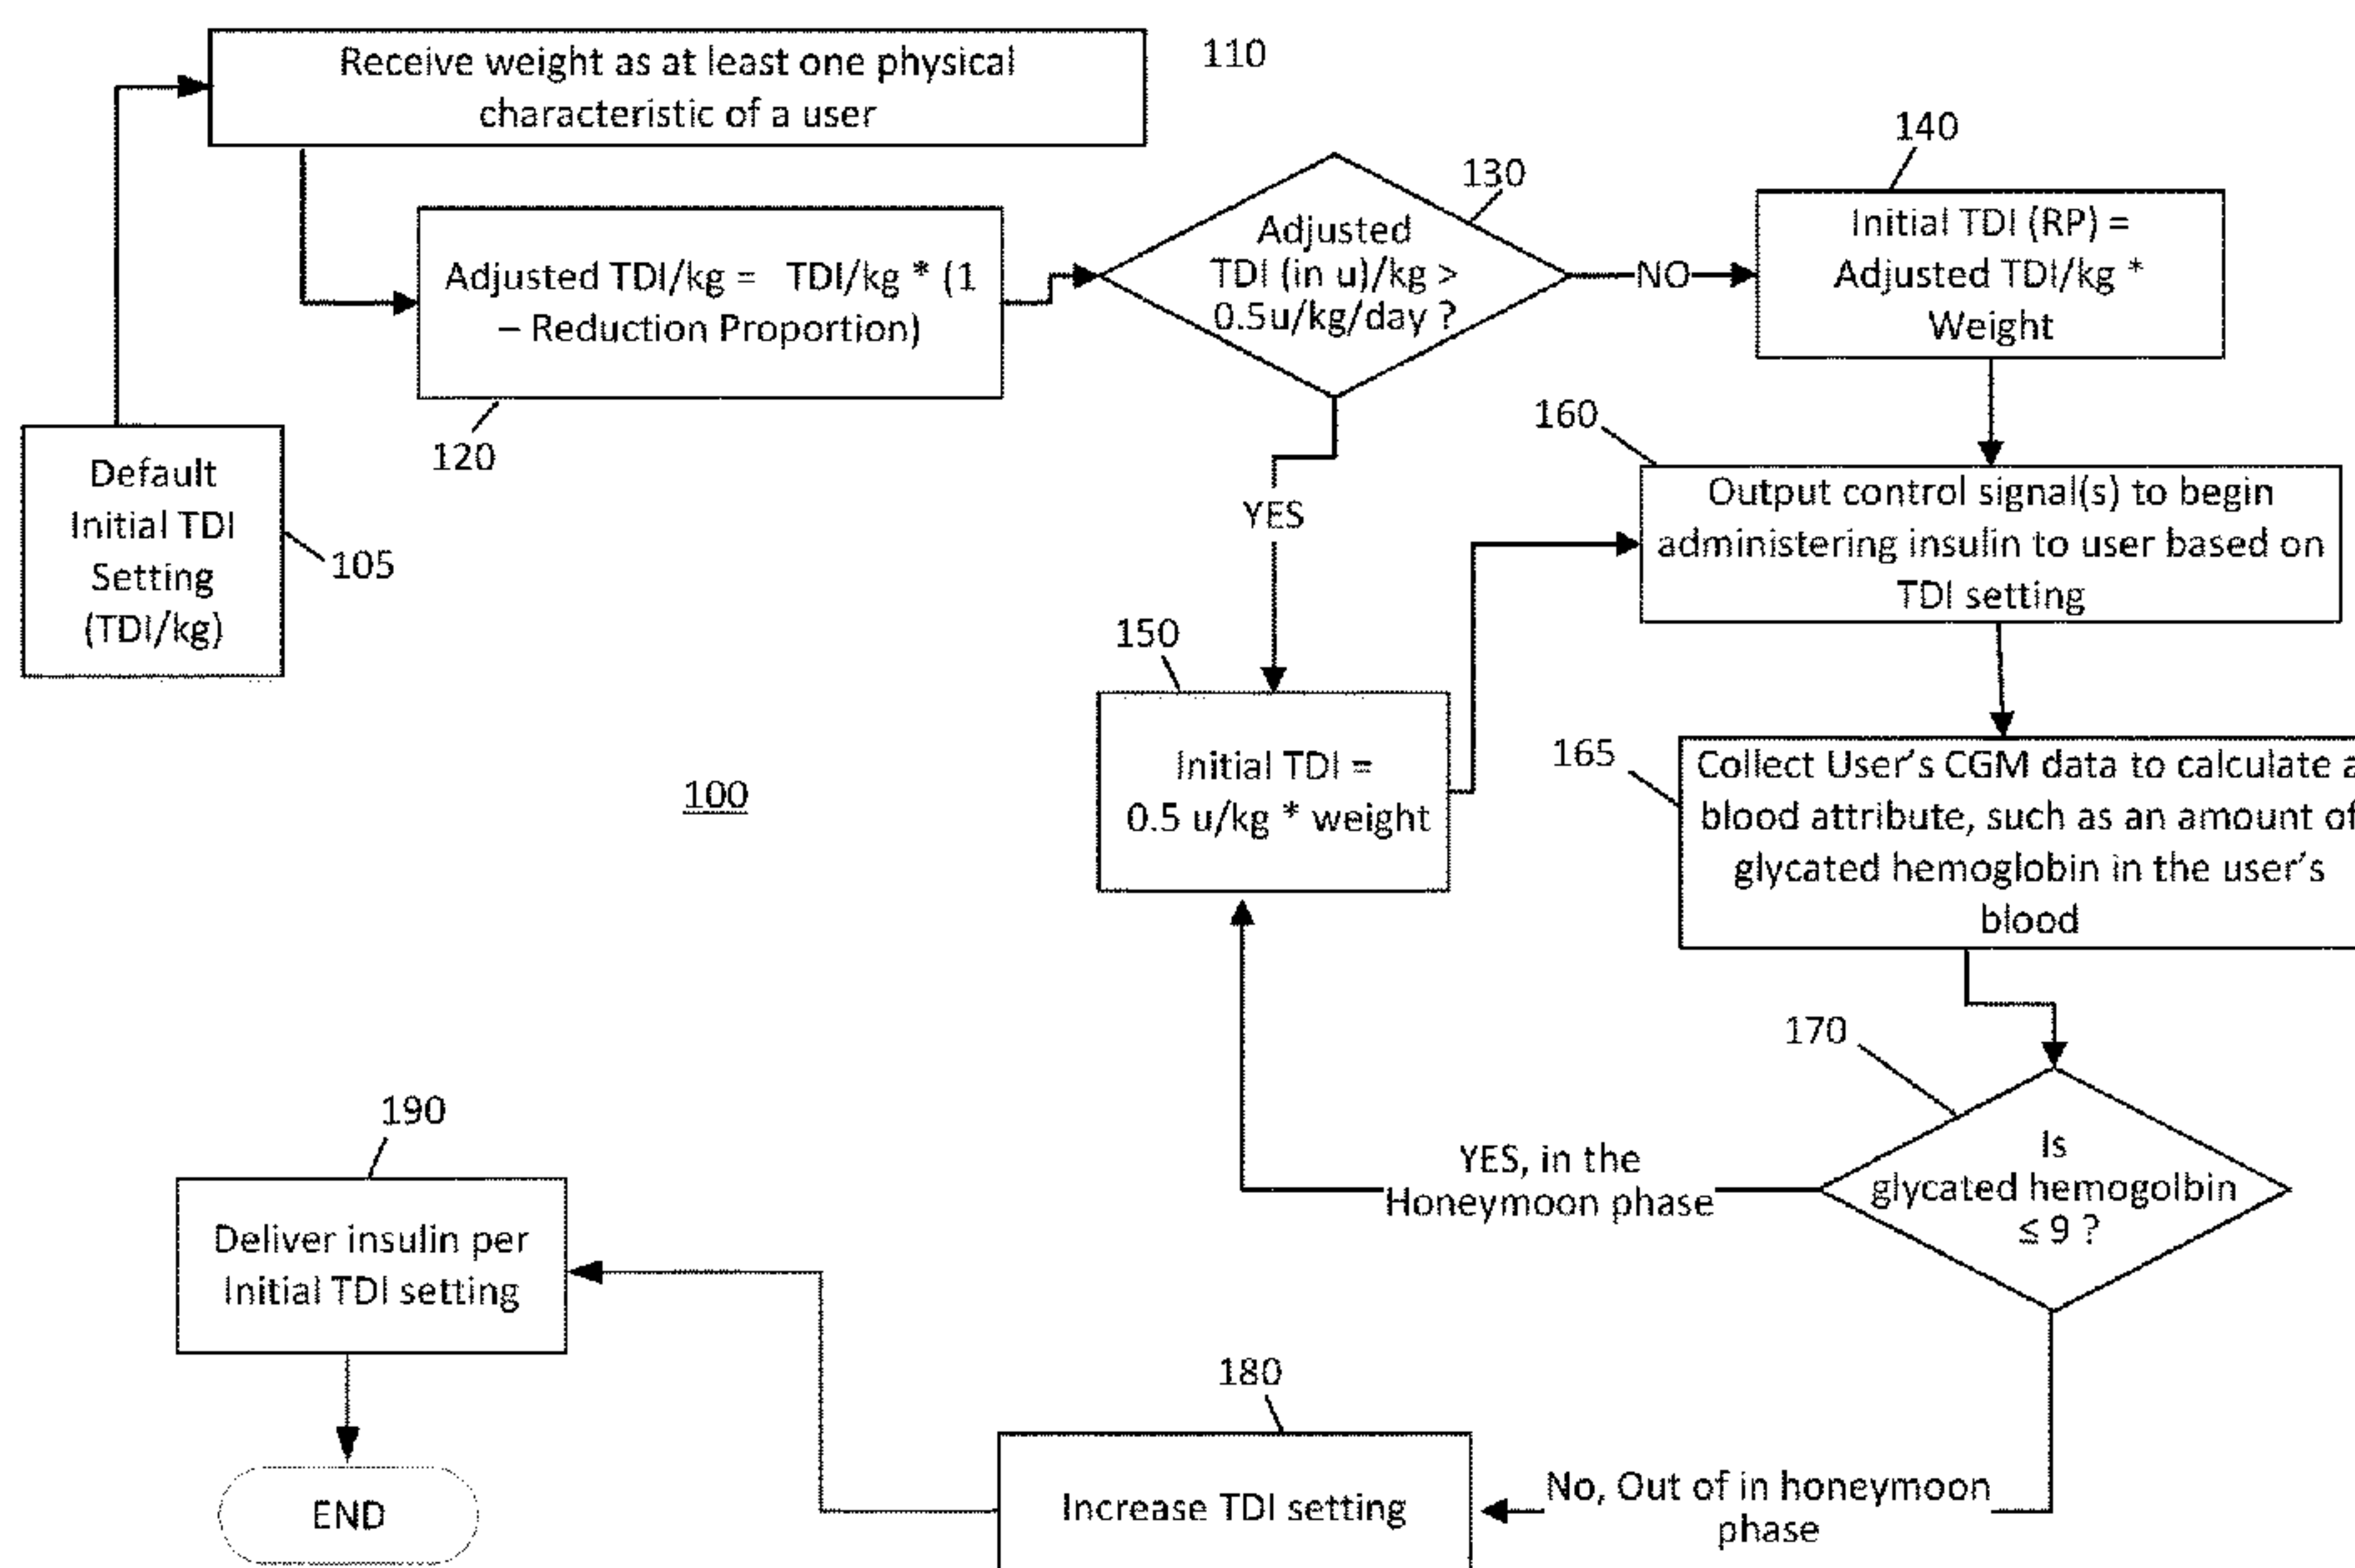 Receive weight as at least one physical
characteristic of a user
110
Adjusted TDI/kg = TDI/kg * (1
– Reduction Proportion)
120
Default
Initial TDI
Setting
(TDI/kg)
105
130
Adjusted
TDI (in u)/kg >
0.5u/kg/day ?
NO
YES
140
Initial TDI (RP) =
Adjusted TDI/kg *
Weight
160
Output control signal(s) to begin
administering insulin to user based on
TDI setting
150
Initial TDI =
0.5 u/kg * weight
100
165
Collect User's CGM data to calculate a
blood attribute, such as an amount of
glycated hemoglobin in the user's
blood
170
Is
glycated hemogolbin
≤ 9 ?
YES, in the
Honeymoon phase
No, Out of in honeymoon
phase
180
Increase TDI setting
190
Deliver insulin per
Initial TDI setting
END